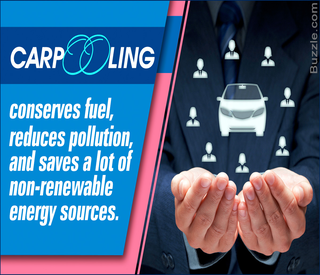 CARPOOLING
conserves fuel,
reduces pollution,
and saves a lot of
non-renewable
energy sources.
Buzzle.com